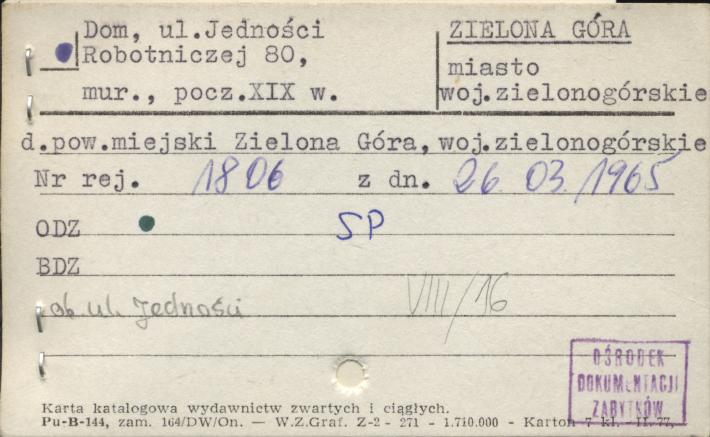 Dom, ul.Jedności
Robotniczej 80,
mur., pocz.XIX w.
ZIELONA GÓRA
miasto
woj.zielonogórskie
d.pow.miejski Zielona Góra, woj.zielonogórskie
Nr rej. 1806 z dn. 26.03.1965
ODZ SP
BDZ
ob. ul. Jedności VIII/16
OŚRODEK
DOKUMENTACJI
ZABYTKÓW
Karta katalogowa wydawnictw zwartych i ciągłych.
Pu-B-144, zam. 164/DW/On. — W.Z.Graf. Z-2 - 271 - 1.710.000 - Karton 7 kl. -II.77.